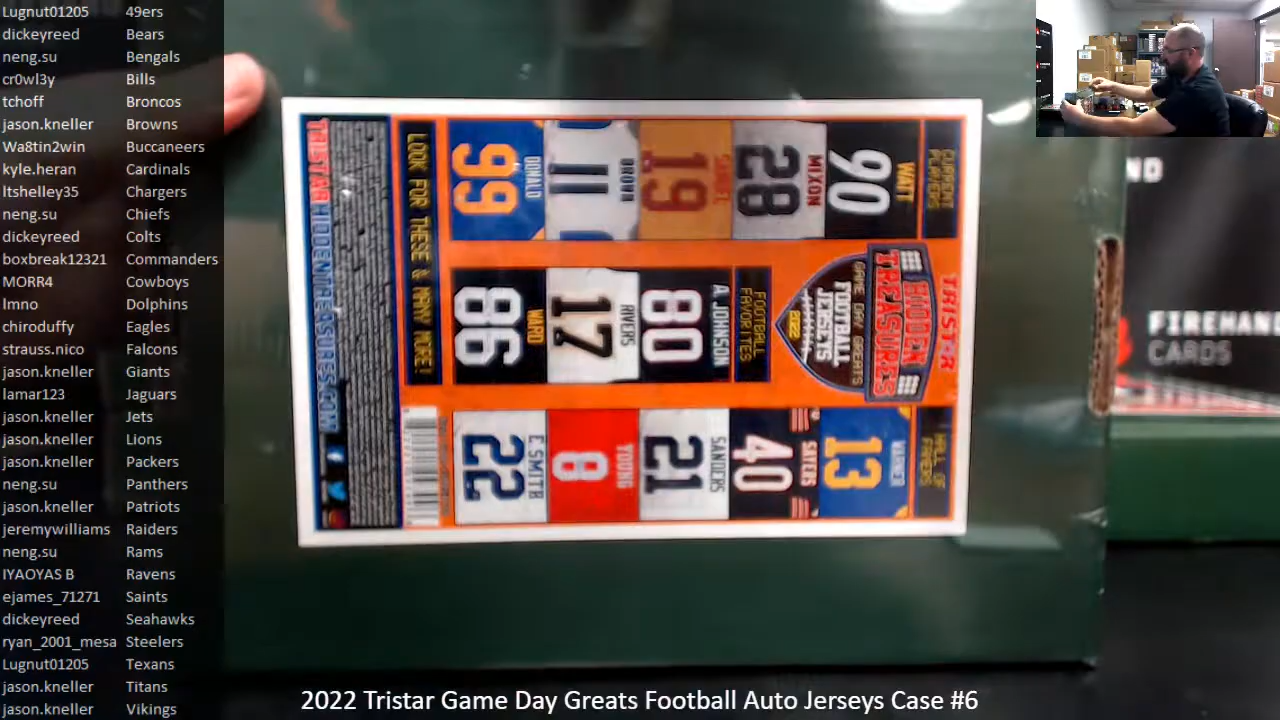 Lugnut01205 49ers
dickeyreed Bears
neng.su Bengals
cr0wl3y Bills
tchoff Broncos
jason.kneller Browns
Wa8tin2win Buccaneers
kyle.heran Cardinals
ltshelley35 Chargers
neng.su Chiefs
dickeyreed Colts
boxbreak12321 Commanders
MORR4 Cowboys
lmno Dolphins
chiroduffy Eagles
strauss.nico Falcons
jason.kneller Giants
lamar123 Jaguars
jason.kneller Jets
jason.kneller Lions
jason.kneller Packers
neng.su Panthers
jason.kneller Patriots
jeremywilliams Raiders
neng.su Rams
IYAOYAS B Ravens
ejames_71271 Saints
dickeyreed Seahawks
ryan_2001_mesa Steelers
Lugnut01205 Texans
jason.kneller Titans
jason.kneller Vikings
TRISTAR
HIDDEN
TREASURES
GAME DAY GREATS
FOOTBALL
JERSEYS
2022
CURRENT
PLAYERS
WATT
90
MIXON
28
19
BROWN
11
DONALD
99
FOOTBALL
FAVORITES
A. JOHNSON
80
RIVERS
17
WARD
86
HALL OF
FAMERS
WARNER
13
SAYERS
40
SANDERS
21
YOUNG
8
E. SMITH
22
LOOK FOR THESE & MANY MORE!
TRISTARHIDDENTREASURES.COM
FIREHAND
CARDS
2022 Tristar Game Day Greats Football Auto Jerseys Case #6